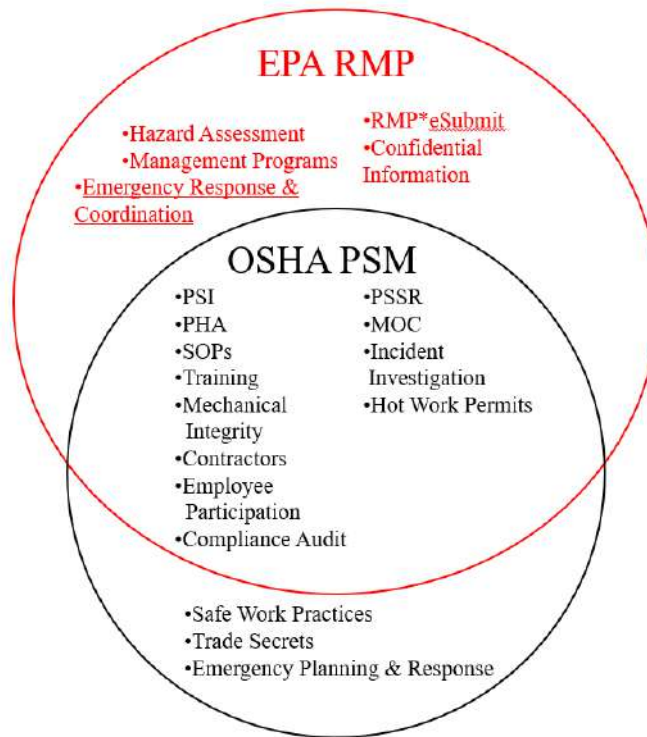 EPA RMP
•Hazard Assessment
•Management Programs
•Emergency Response &
Coordination
•RMP*eSubmit
•Confidential
Information
OSHA PSM
•PSI
•PHA
•SOPs
•Training
•Mechanical
Integrity
•Contractors
•Employee
Participation
•Compliance Audit
•PSSR
•MOC
•Incident
Investigation
•Hot Work Permits
•Safe Work Practices
•Trade Secrets
•Emergency Planning & Response